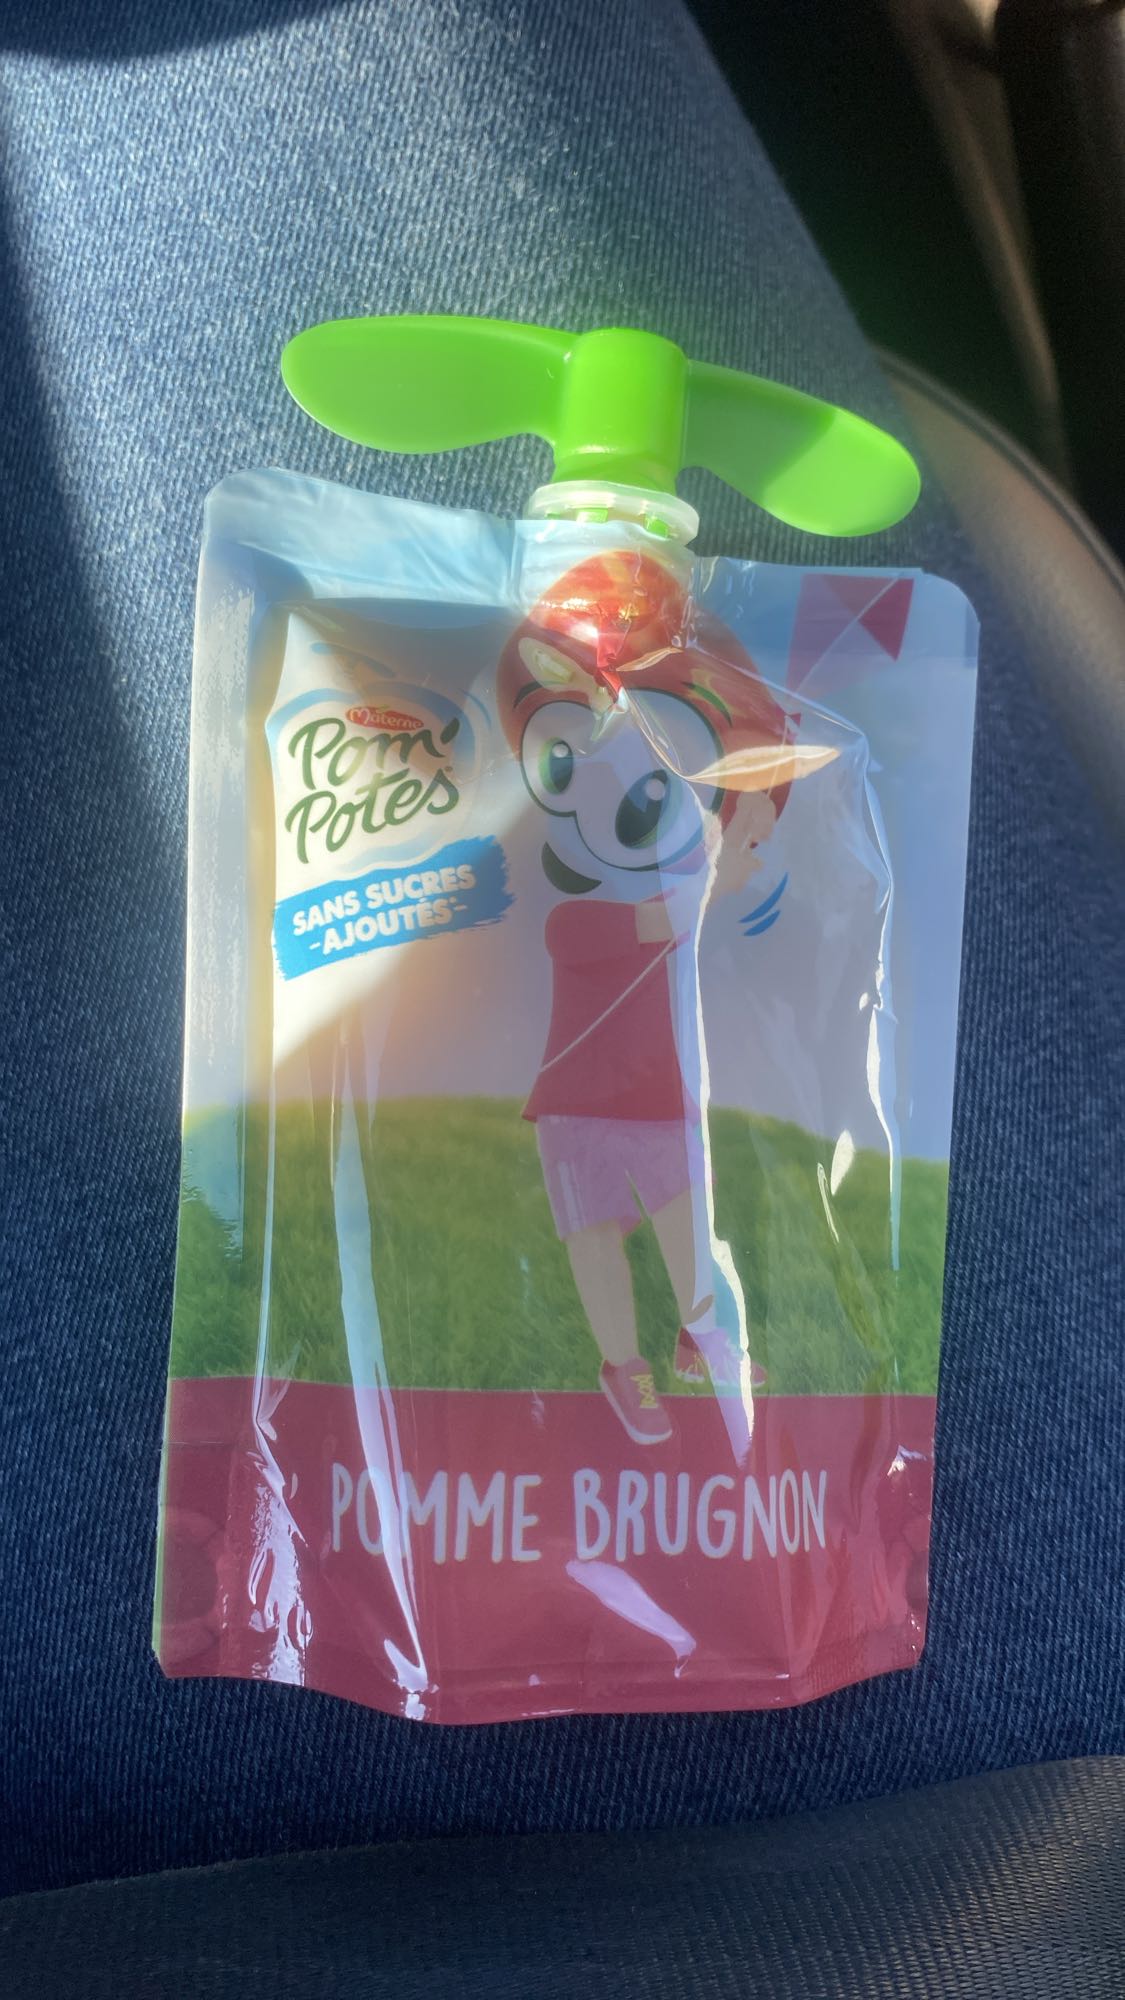 Materne
Pom'
Potes
SANS SUCRES
-AJOUTÉS*-
POMME BRUGNON